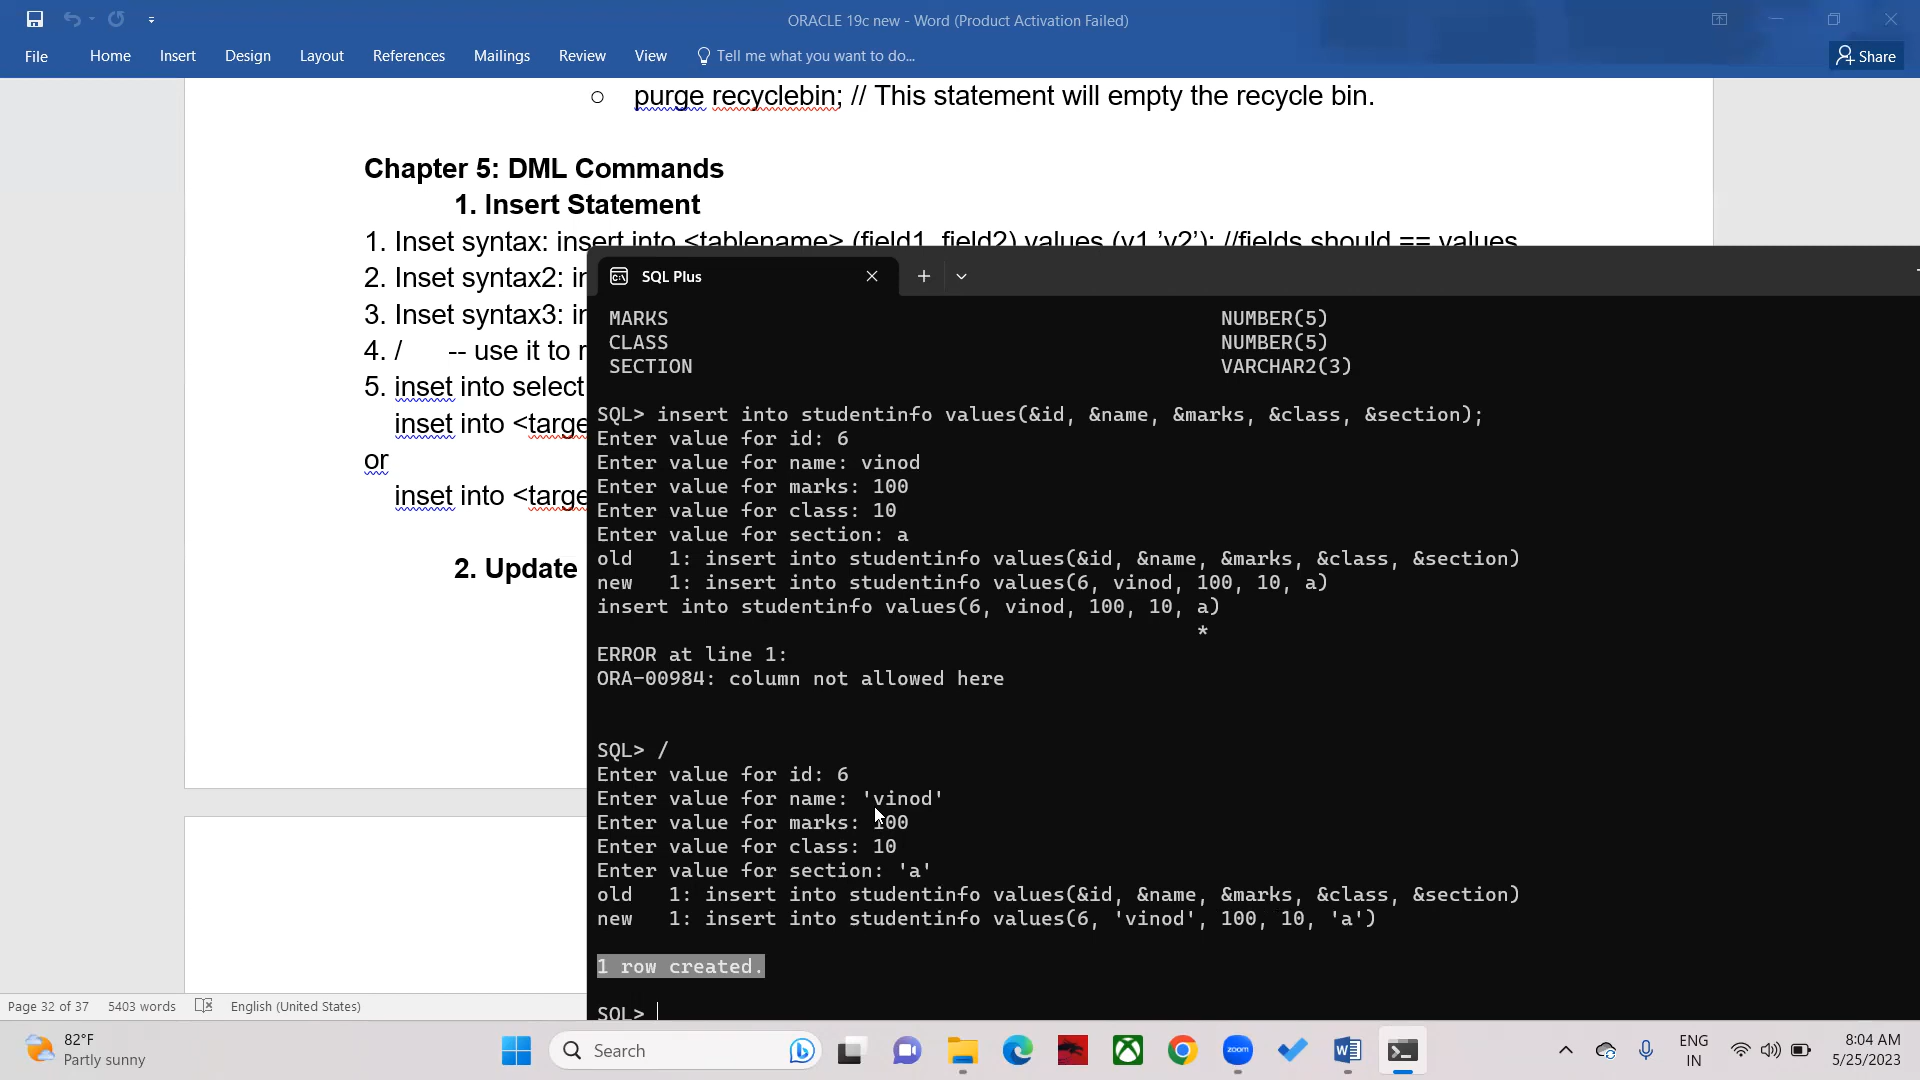 ORACLE 19c new - Word (Product Activation Failed)
File Home Insert Design Layout References Mailings Review View Tell me what you want to do... Share
○ purge recyclebin; // This statement will empty the recycle bin.
Chapter 5: DML Commands
1. Insert Statement
1. Inset syntax: insert into <tablename> (field1, field2) values (v1,’v2’); //fields should == values
2. Inset syntax2: in
3. Inset syntax3: in
4. / -- use it to r
5. inset into select
inset into <targe
or
inset into <targe
2. Update
SQL Plus
MARKS NUMBER(5)
CLASS NUMBER(5)
SECTION VARCHAR2(3)
SQL> insert into studentinfo values(&id, &name, &marks, &class, &section);
Enter value for id: 6
Enter value for name: vinod
Enter value for marks: 100
Enter value for class: 10
Enter value for section: a
old 1: insert into studentinfo values(&id, &name, &marks, &class, &section)
new 1: insert into studentinfo values(6, vinod, 100, 10, a)
insert into studentinfo values(6, vinod, 100, 10, a)
*
ERROR at line 1:
ORA-00984: column not allowed here
SQL> /
Enter value for id: 6
Enter value for name: 'vinod'
Enter value for marks: 100
Enter value for class: 10
Enter value for section: 'a'
old 1: insert into studentinfo values(&id, &name, &marks, &class, &section)
new 1: insert into studentinfo values(6, 'vinod', 100, 10, 'a')
1 row created.
SQL>
Page 32 of 37 5403 words English (United States)
82°F
Partly sunny
Search
zoom
ENG
IN
8:04 AM
5/25/2023